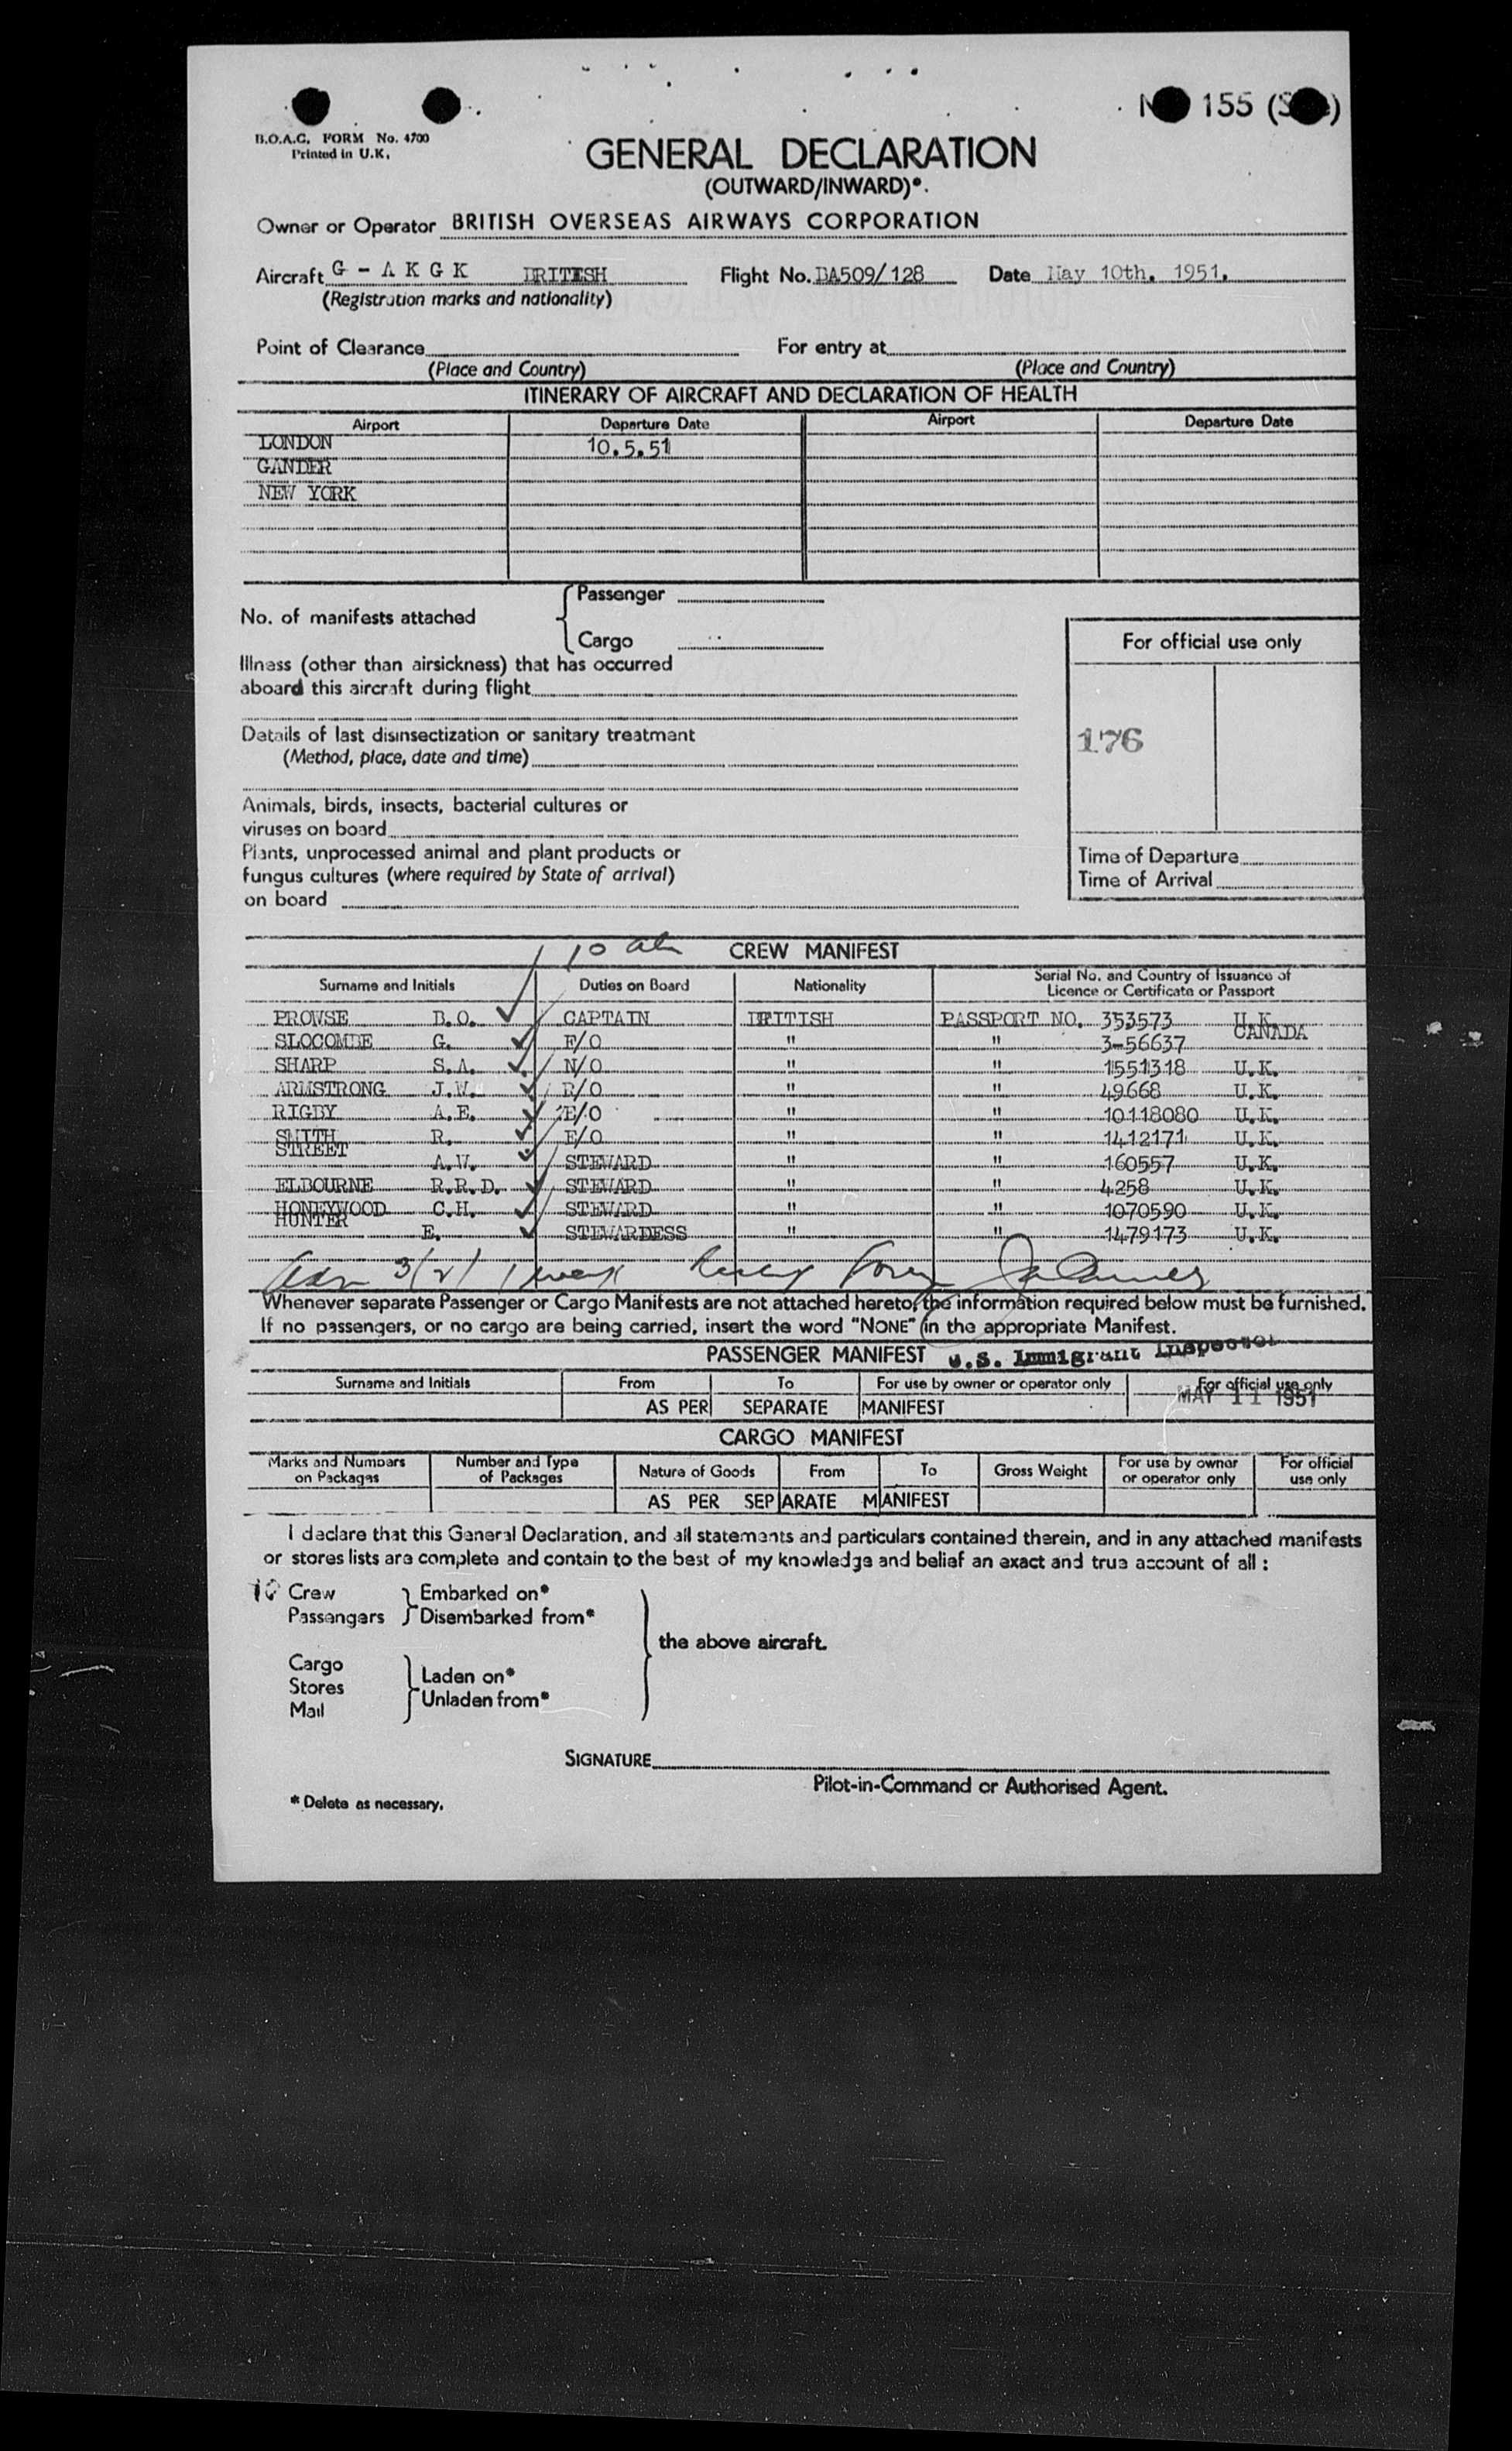 155
B.O.A.C. FORM No. 4700
Printed in U.K.
GENERAL DECLARATION
(OUTWARD/INWARD)*.
Owner or Operator BRITISH OVERSEAS AIRWAYS CORPORATION
Aircraft G - A K G K BRITISH Flight No. BA509/128 Date May 10th. 1951.
(Registration marks and nationality)
Point of Clearance For entry at
(Place and Country) (Place and Country)
ITINERARY OF AIRCRAFT AND DECLARATION OF HEALTH
Airport Departure Date Airport Departure Date
LONDON 10.5.51
GANDER
NEW YORK
No. of manifests attached Passenger
Cargo
For official use only
Illness (other than airsickness) that has occurred
aboard this aircraft during flight
Details of last disinsectization or sanitary treatment
(Method, place, date and time)
176
Animals, birds, insects, bacterial cultures or
viruses on board
Plants, unprocessed animal and plant products or
fungus cultures (where required by State of arrival)
on board
Time of Departure
Time of Arrival
10 CREW MANIFEST
Surname and Initials Duties on Board Nationality Serial No. and Country of Issuance of
Licence or Certificate or Passport
PROWSE B.O. CAPTAIN BRITISH PASSPORT NO. 353573 U.K.
SLOCOMBE G. F/O " " 3-56637 CANADA
SHARP S.A. N/O " " 1551318 U.K.
ARMSTRONG J.W. R/O " " 49668 U.K.
RIGBY A.E. E/O " " 10118080 U.K.
SMITH R. E/O " " 1412171 U.K.
STREET A.W. STEWARD " " 160557 U.K.
ELBOURNE R.R.D. STEWARD " " 4258 U.K.
HONEYWOOD C.H. STEWARD " " 1070590 U.K.
HUNTER E. STEWARDESS " " 1479173 U.K.
Whenever separate Passenger or Cargo Manifests are not attached hereto, the information required below must be furnished.
If no passengers, or no cargo are being carried, insert the word "NONE" in the appropriate Manifest.
PASSENGER MANIFEST U.S. Immigrant Inspector
Surname and Initials From To For use by owner or operator only For official use only
MAY 11 1951
AS PER SEPARATE MANIFEST
CARGO MANIFEST
Marks and Numbers on Packages Number and Type of Packages Nature of Goods From To Gross Weight For use by owner or operator only For official use only
AS PER SEPARATE MANIFEST
I declare that this General Declaration, and all statements and particulars contained therein, and in any attached manifests
or stores lists are complete and contain to the best of my knowledge and belief an exact and true account of all :
10 Crew Embarked on*
Passengers Disembarked from*
the above aircraft.
Cargo
Stores Laden on*
Mail Unladen from*
SIGNATURE
Pilot-in-Command or Authorised Agent.
* Delete as necessary.